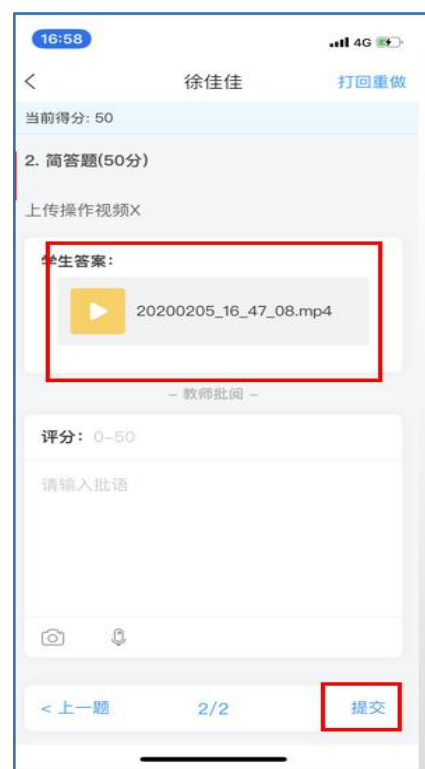 16:58
4G
< 徐佳佳 打回重做
当前得分: 50
2. 简答题(50分)
上传操作视频X
学生答案：
20200205_16_47_08.mp4
– 教师批阅 –
评分：0–50
请输入批语
< 上一题 2/2 提交